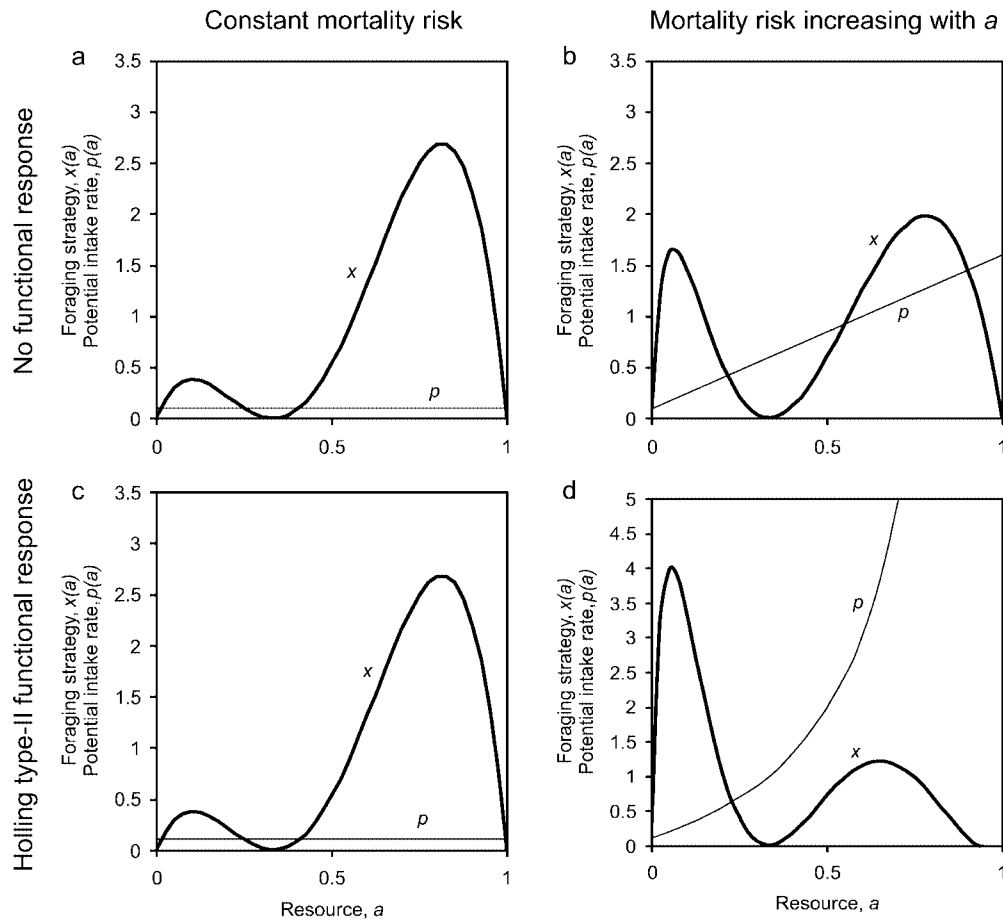 Constant mortality risk
Mortality risk increasing with a
No functional response
a
3.5
3
2.5
2
1.5
1
0.5
0
Foraging strategy, x(a)
Potential intake rate, p(a)
x
p
0
0.5
1
b
3.5
3
2.5
2
1.5
1
0.5
0
Foraging strategy, x(a)
Potential intake rate, p(a)
x
p
0
0.5
1
Holling type-II functional response
c
3.5
3
2.5
2
1.5
1
0.5
0
Foraging strategy, x(a)
Potential intake rate, p(a)
x
p
0
0.5
1
Resource, a
d
5
4.5
4
3.5
3
2.5
2
1.5
1
0.5
0
Foraging strategy, x(a)
Potential intake rate, p(a)
p
x
0
0.5
1
Resource, a